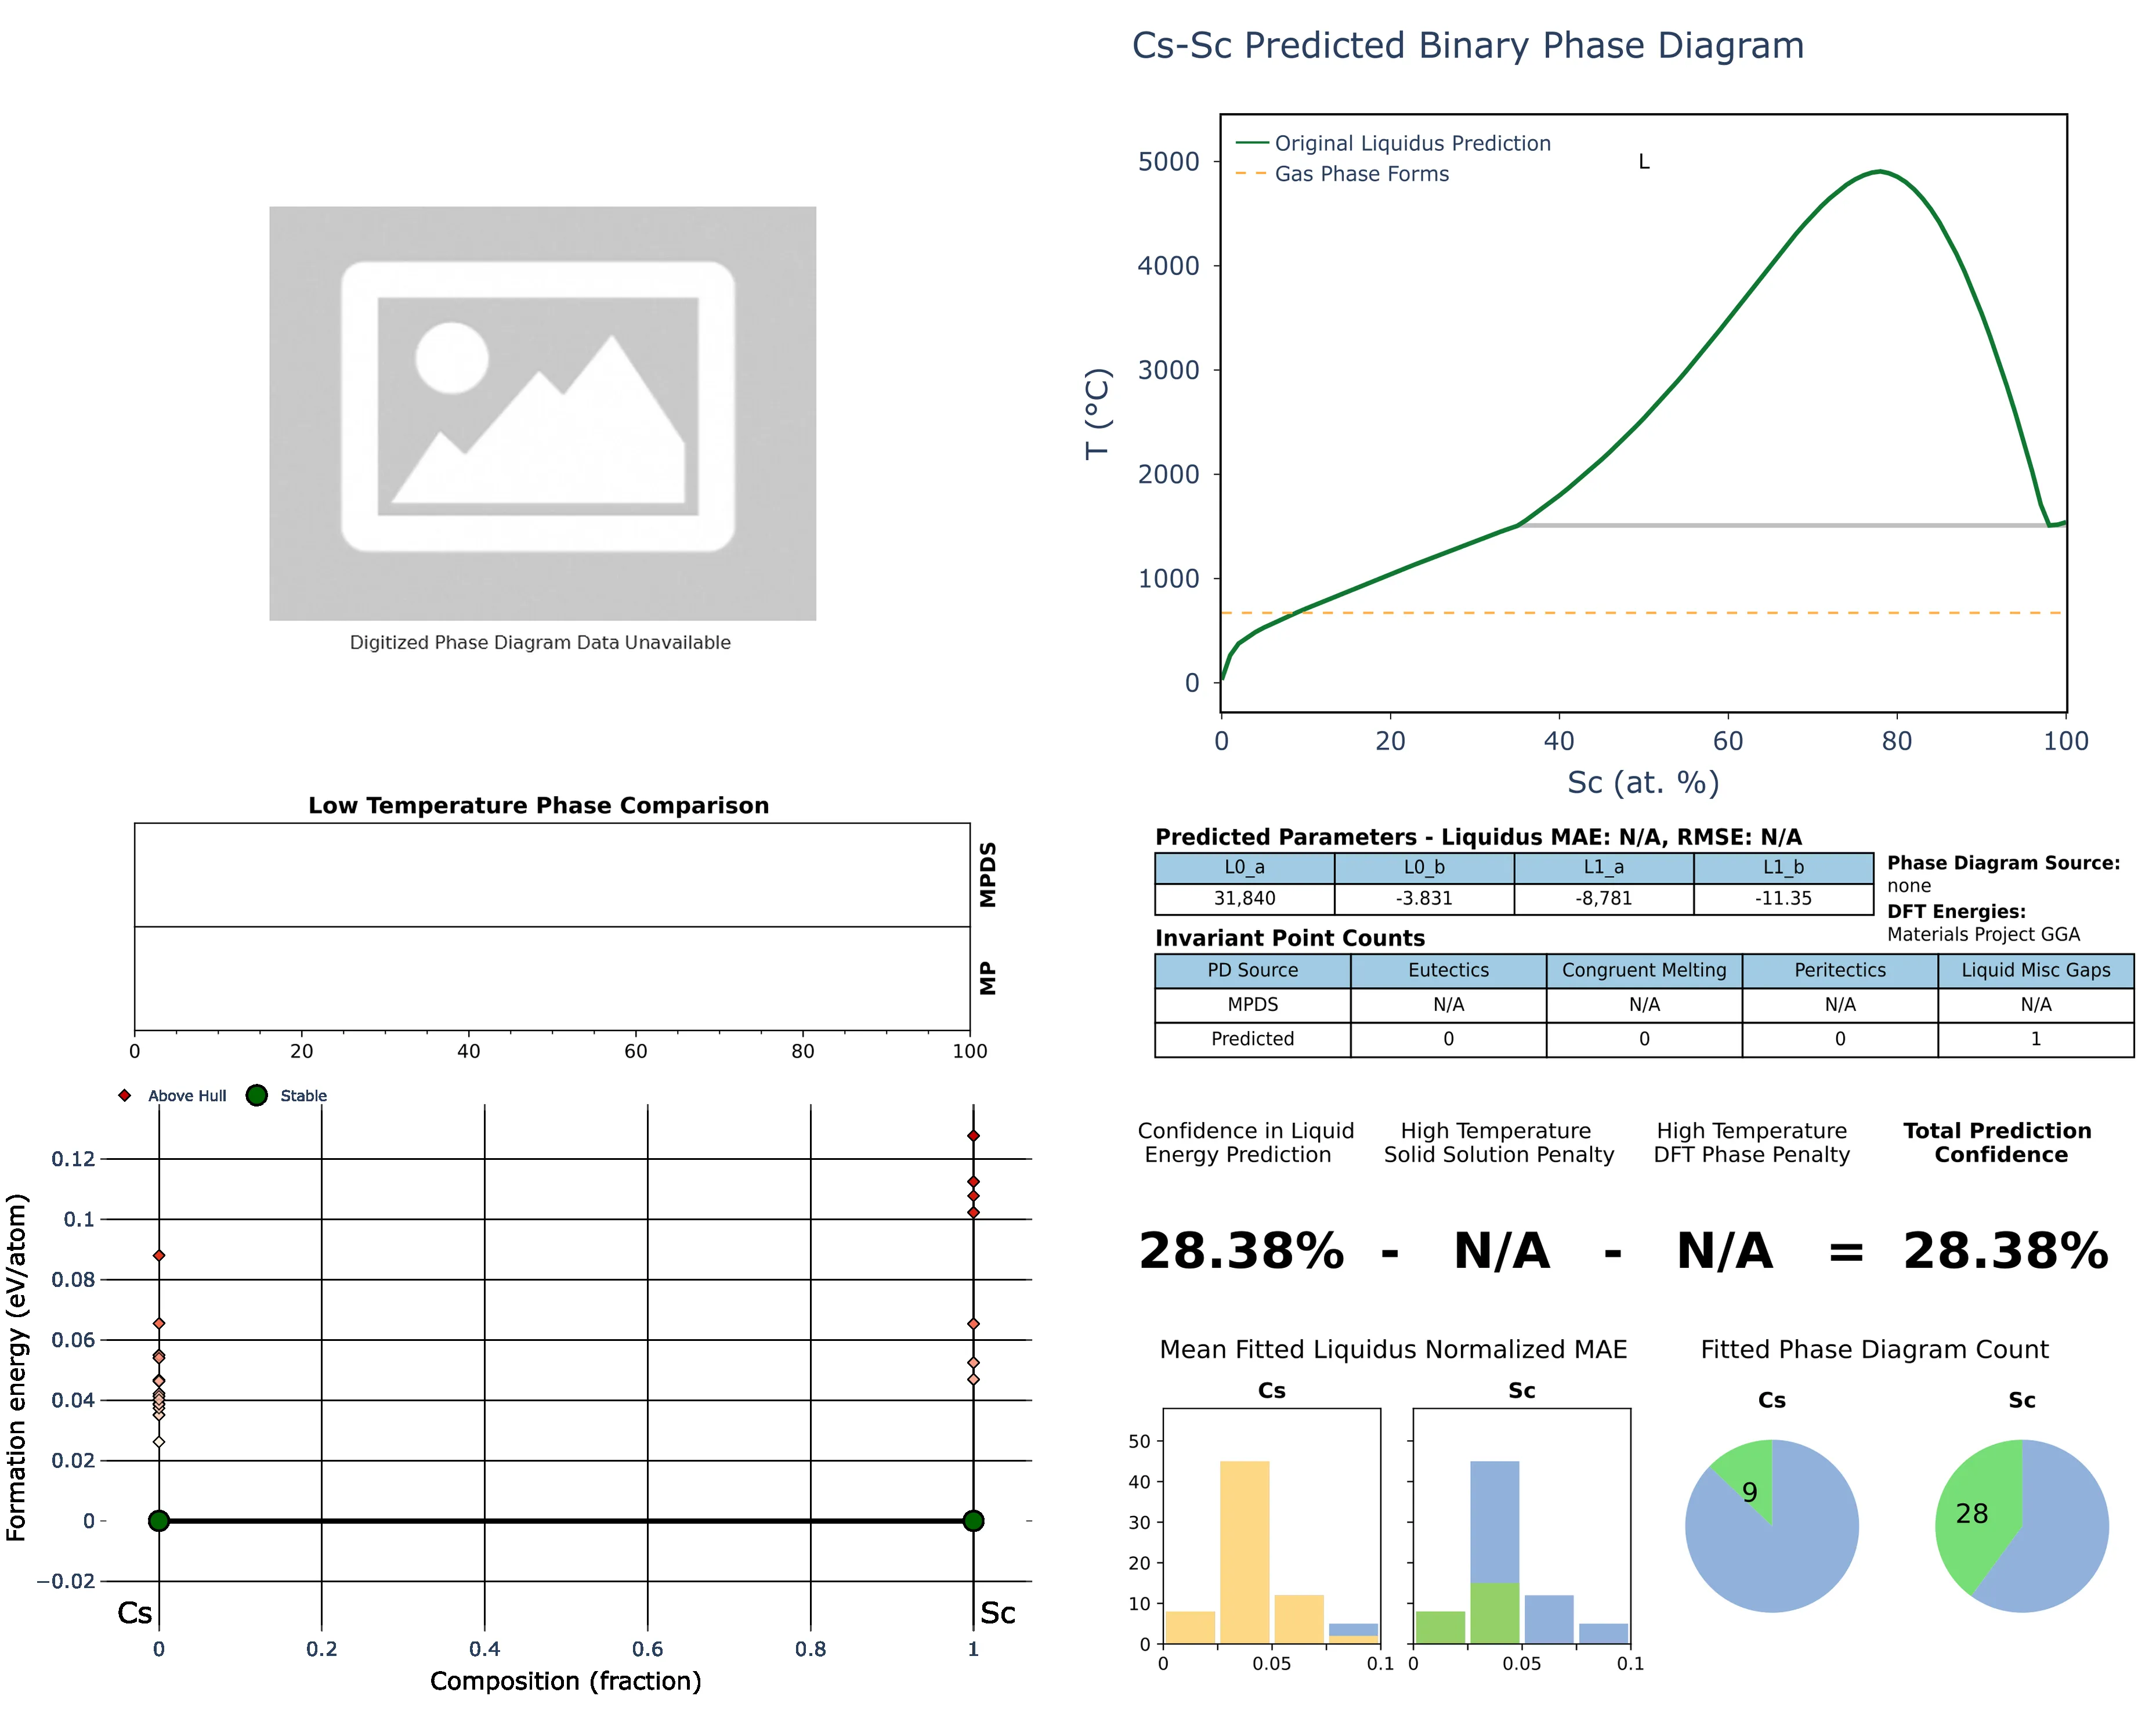 Cs-Sc Predicted Binary Phase Diagram
Original Liquidus Prediction
Gas Phase Forms
L
5000
4000
3000
2000
1000
0
T (°C)
0 20 40 60 80 100
Sc (at. %)
Digitized Phase Diagram Data Unavailable
Low Temperature Phase Comparison
MPDS
MP
0 20 40 60 80 100
Predicted Parameters - Liquidus MAE: N/A, RMSE: N/A
L0_a L0_b L1_a L1_b
31,840 -3.831 -8,781 -11.35
Phase Diagram Source:
none
DFT Energies:
Materials Project GGA
Invariant Point Counts
PD Source Eutectics Congruent Melting Peritectics Liquid Misc Gaps
MPDS N/A N/A N/A N/A
Predicted 0 0 0 1
Above Hull Stable
0.12
0.1
0.08
0.06
0.04
0.02
0
−0.02
Formation energy (eV/atom)
Cs Sc
0 0.2 0.4 0.6 0.8 1
Composition (fraction)
Confidence in Liquid
Energy Prediction
High Temperature
Solid Solution Penalty
High Temperature
DFT Phase Penalty
Total Prediction
Confidence
28.38% - N/A - N/A = 28.38%
Mean Fitted Liquidus Normalized MAE
Cs Sc
50
40
30
20
10
0
0 0.05 0.1 0 0.05 0.1
Fitted Phase Diagram Count
Cs Sc
9 28